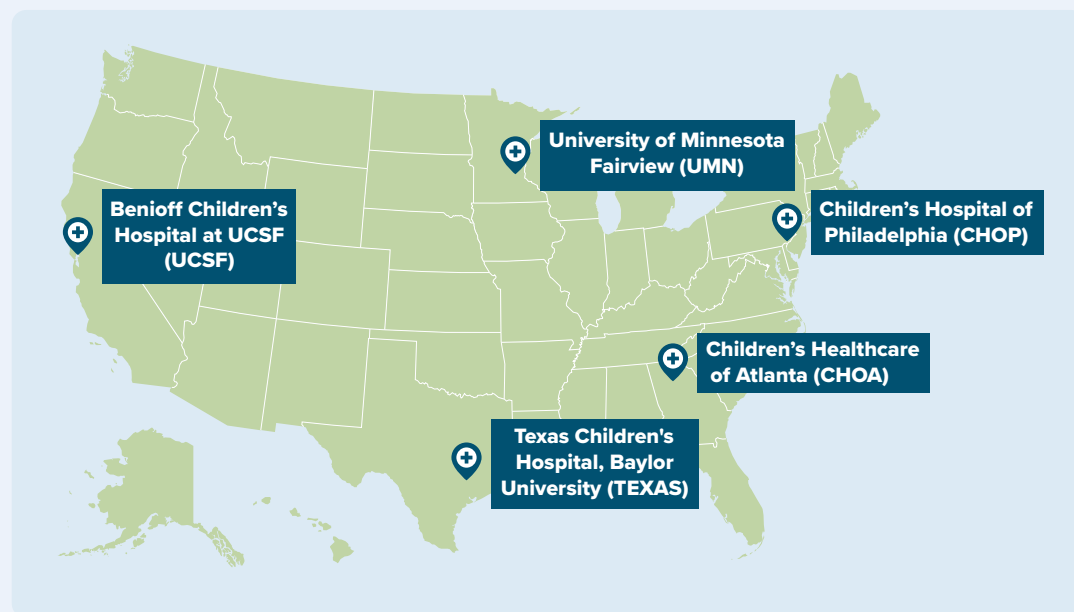 University of Minnesota
Fairview (UMN)
Benioff Children’s
Hospital at UCSF
(UCSF)
Children’s Hospital of
Philadelphia (CHOP)
Children’s Healthcare
of Atlanta (CHOA)
Texas Children's
Hospital, Baylor
University (TEXAS)